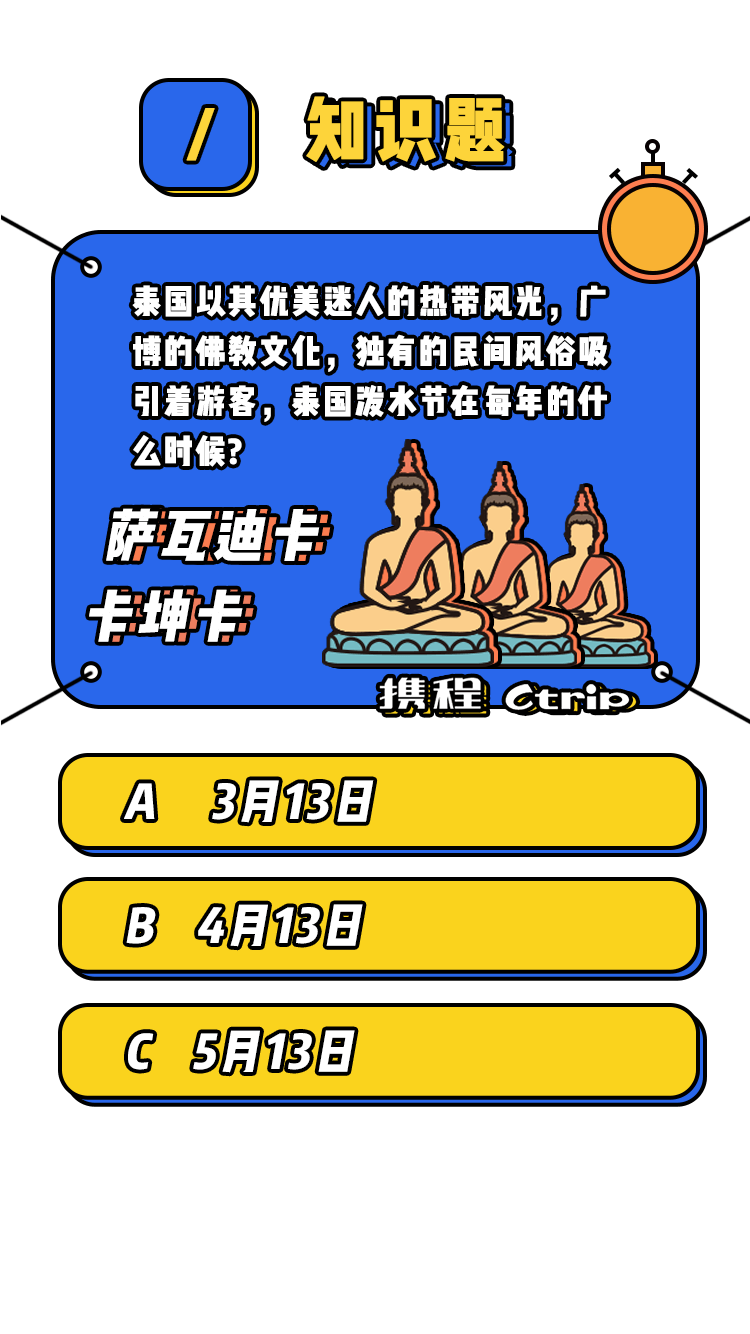 / 知识题
泰国以其优美迷人的热带风光，广
博的佛教文化，独有的民间风俗吸
引着游客，泰国泼水节在每年的什
么时候?
萨瓦迪卡
卡坤卡
携程 Ctrip
A 3月13日
B 4月13日
C 5月13日